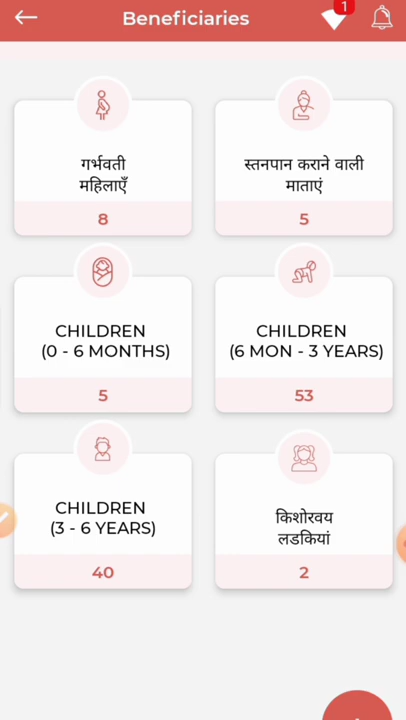 Beneficiaries
1
गर्भवती
महिलाएँ
8
स्तनपान कराने वाली
माताएं
5
CHILDREN
(0 - 6 MONTHS)
5
CHILDREN
(6 MON - 3 YEARS)
53
CHILDREN
(3 - 6 YEARS)
40
किशोरवय
लडकियां
2